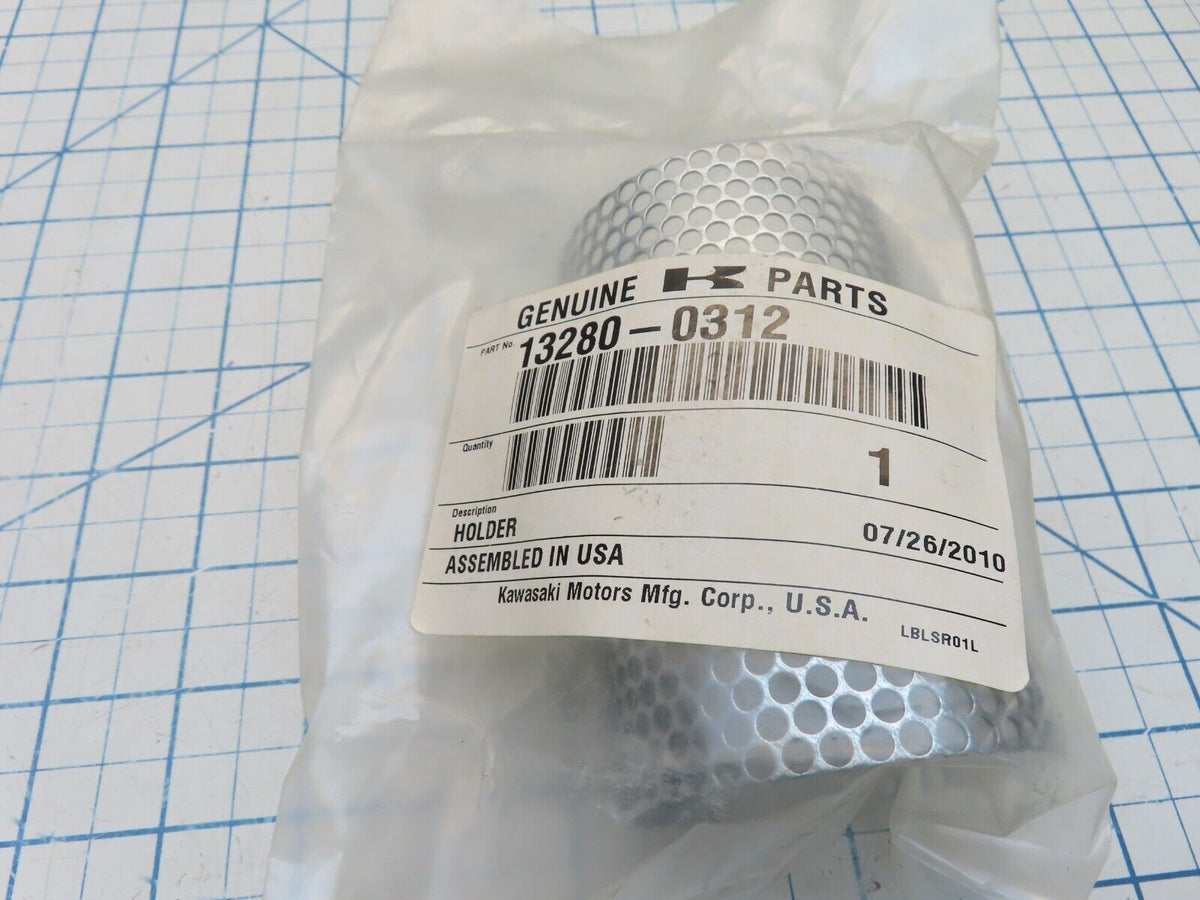 GENUINE K PARTS
PART No. 13280-0312
Quantity 1
Description
HOLDER 07/26/2010
ASSEMBLED IN USA
Kawasaki Motors Mfg. Corp., U.S.A.
LBLSR01L